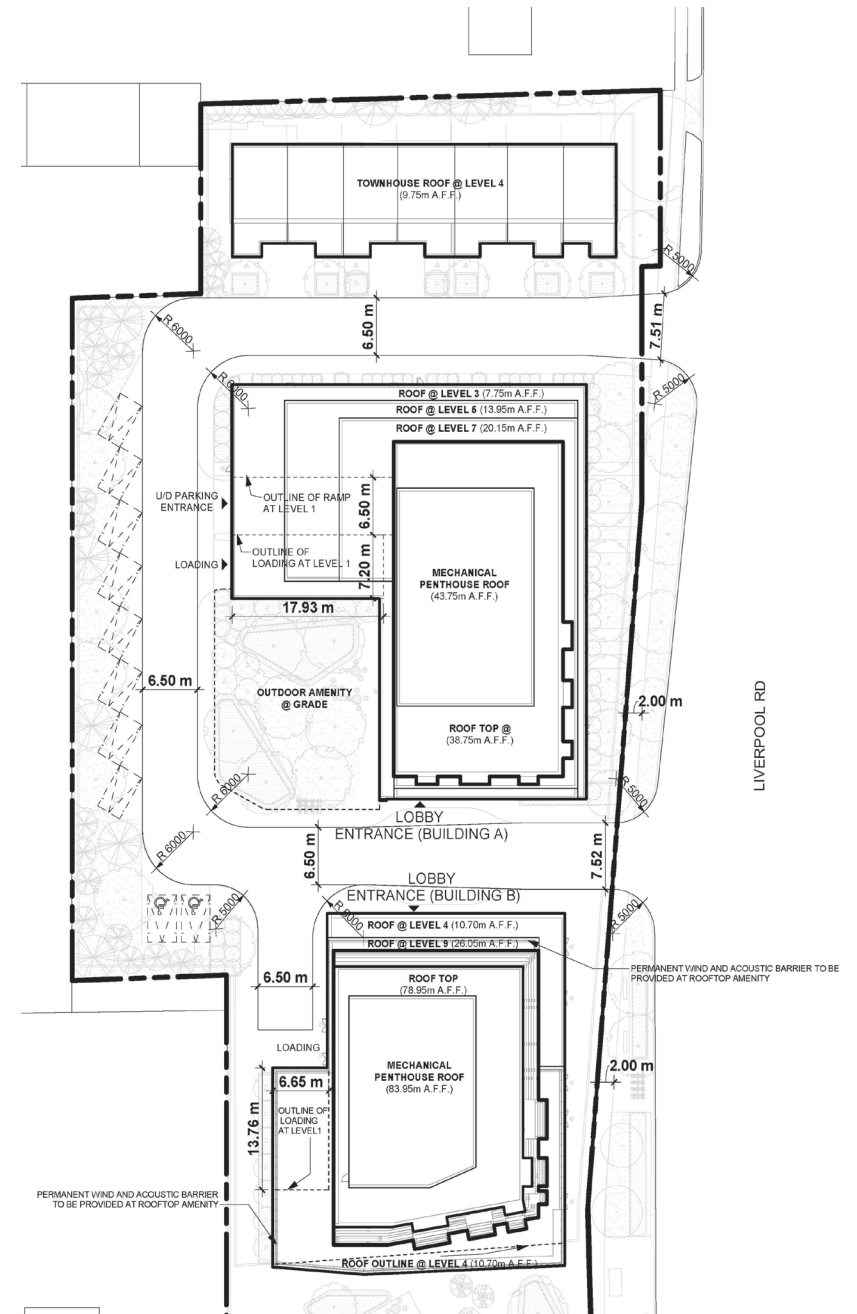 TOWNHOUSE ROOF @ LEVEL 4
(9.75m A.F.F.)
R 5000
R 6000
6.50 m
7.51 m
R 6000
R 5000
ROOF @ LEVEL 3 (7.75m A.F.F.)
ROOF @ LEVEL 5 (13.95m A.F.F.)
ROOF @ LEVEL 7 (20.15m A.F.F.)
U/D PARKING
ENTRANCE
OUTLINE OF RAMP
AT LEVEL 1
6.50 m
OUTLINE OF
LOADING AT LEVEL 1
LOADING
7.20 m
MECHANICAL
PENTHOUSE ROOF
(43.75m A.F.F.)
17.93 m
6.50 m
OUTDOOR AMENITY
@ GRADE
2.00 m
ROOF TOP @
(38.75m A.F.F.)
LIVERPOOL RD
R 6000
R 5000
LOBBY
ENTRANCE (BUILDING A)
R 6000
6.50 m
7.52 m
LOBBY
ENTRANCE (BUILDING B)
R 5000
R 6000
R 5000
ROOF @ LEVEL 4 (10.70m A.F.F.)
ROOF @ LEVEL 9 (26.05m A.F.F.)
PERMANENT WIND AND ACOUSTIC BARRIER TO BE
PROVIDED AT ROOFTOP AMENITY
6.50 m
ROOF TOP
(78.95m A.F.F.)
LOADING
MECHANICAL
PENTHOUSE ROOF
(83.95m A.F.F.)
2.00 m
6.65 m
13.76 m
OUTLINE OF
LOADING
AT LEVEL1
PERMANENT WIND AND ACOUSTIC BARRIER
TO BE PROVIDED AT ROOFTOP AMENITY
ROOF OUTLINE @ LEVEL 4 (10.70m A.F.F.)